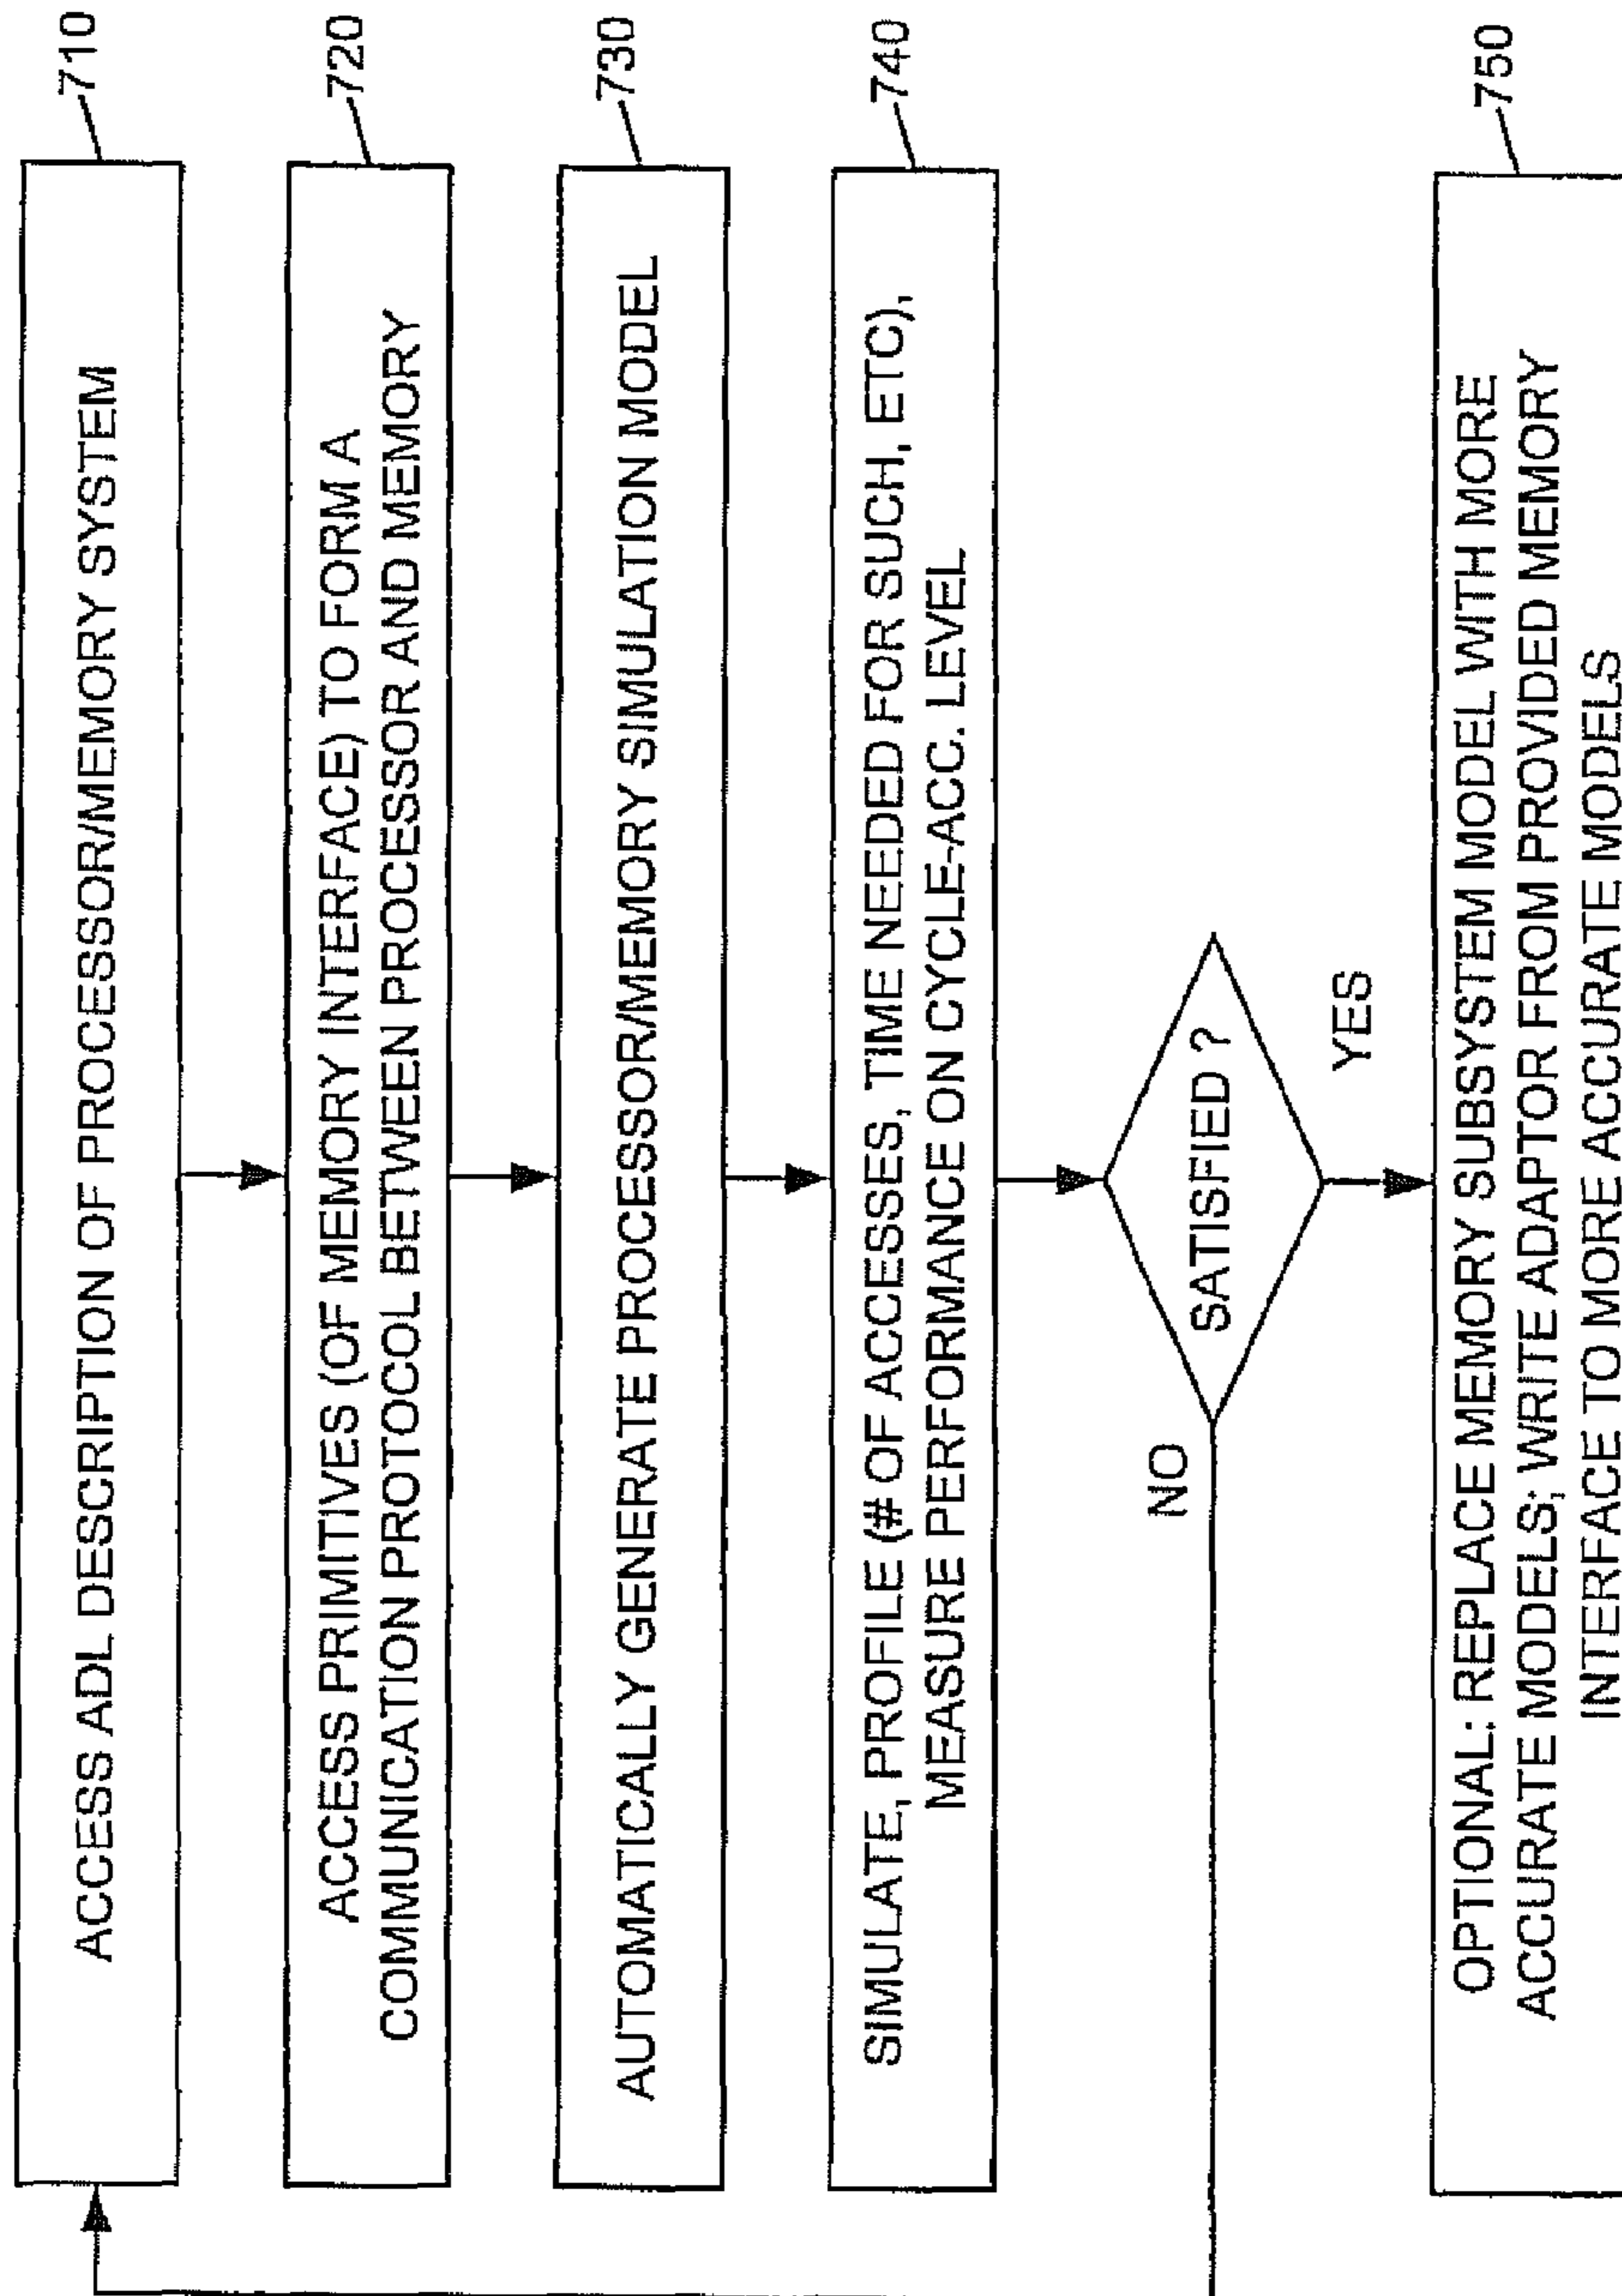 ACCESS ADL DESCRIPTION OF PROCESSOR/MEMORY SYSTEM
710
ACCESS PRIMITIVES (OF MEMORY INTERFACE) TO FORM A
COMMUNICATION PROTOCOL BETWEEN PROCESSOR AND MEMORY
720
AUTOMATICALLY GENERATE PROCESSOR/MEMORY SIMULATION MODEL
730
SIMULATE, PROFILE (# OF ACCESSES, TIME NEEDED FOR SUCH, ETC),
MEASURE PERFORMANCE ON CYCLE-ACC. LEVEL
740
SATISFIED ?
NO
YES
OPTIONAL: REPLACE MEMORY SUBSYSTEM MODEL WITH MORE
ACCURATE MODELS; WRITE ADAPTOR FROM PROVIDED MEMORY
INTERFACE TO MORE ACCURATE MODELS
750